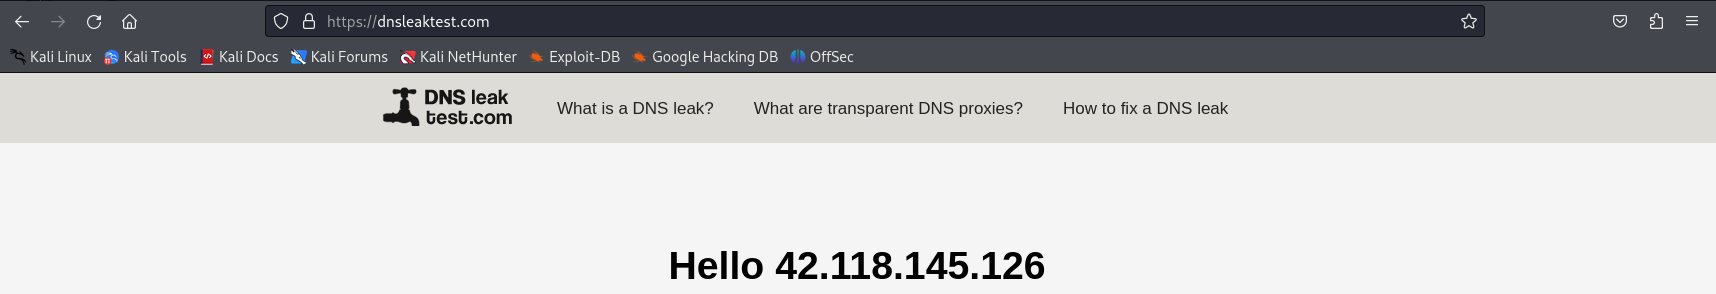 https://dnsleaktest.com
Kali Linux Kali Tools Kali Docs Kali Forums Kali NetHunter Exploit-DB Google Hacking DB OffSec
DNS leak test.com What is a DNS leak? What are transparent DNS proxies? How to fix a DNS leak
Hello 42.118.145.126